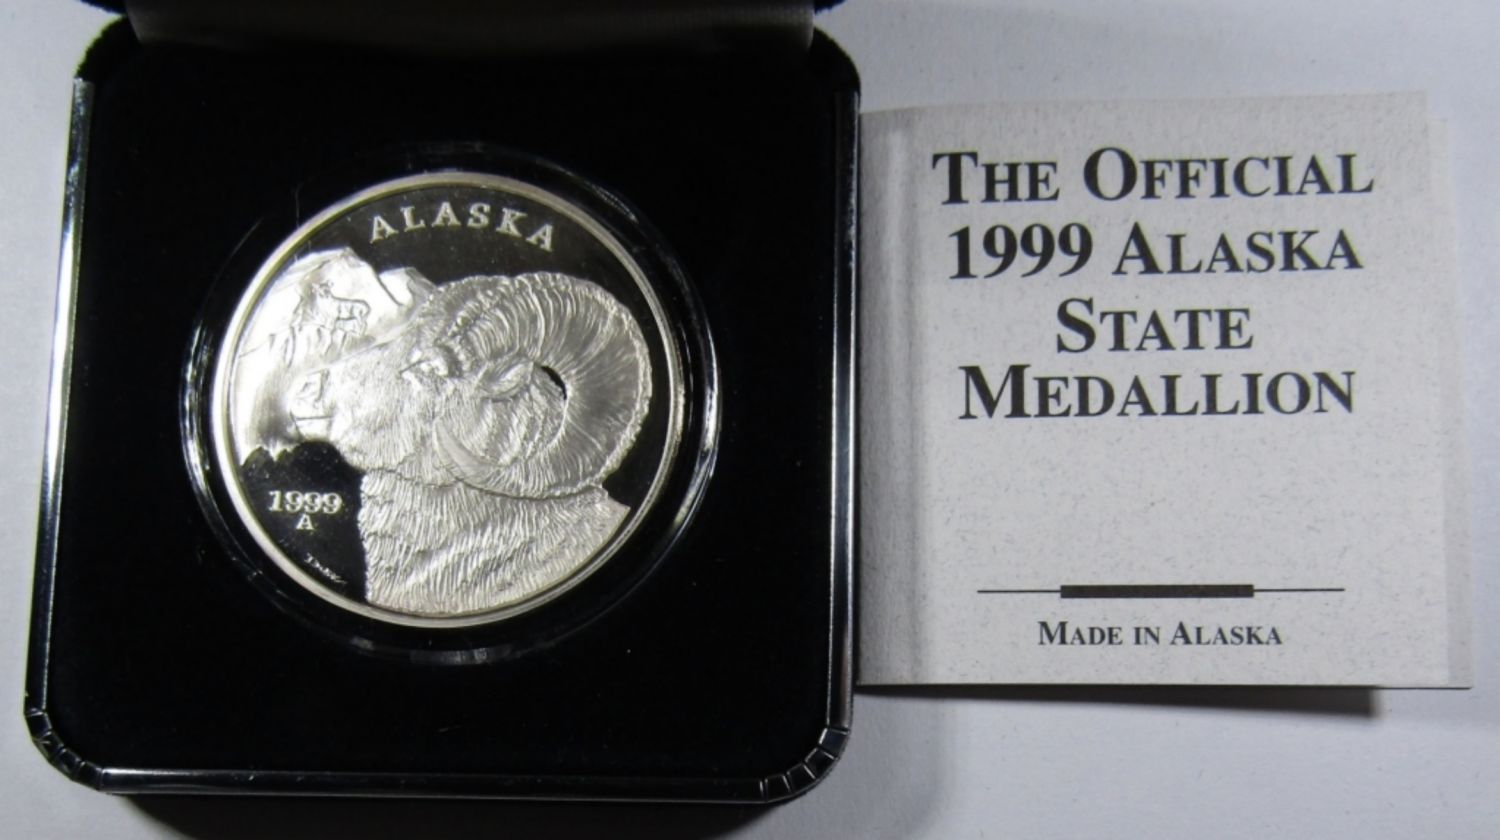 ALASKA
1999
A
THE OFFICIAL
1999 ALASKA
STATE
MEDALLION
MADE IN ALASKA